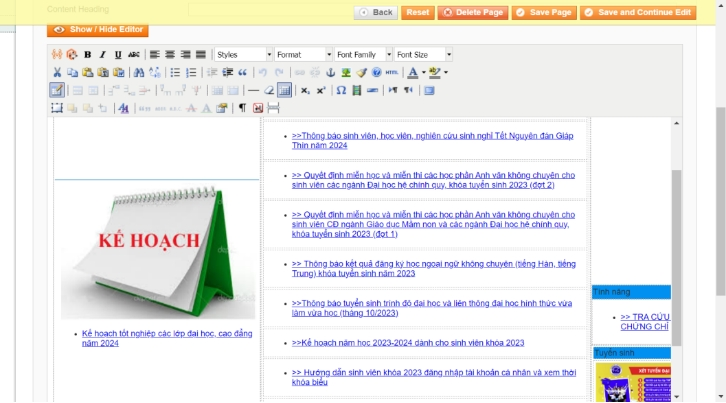 Content Heading
Back Reset Delete Page Save Page Save and Continue Edit
Show / Hide Editor
B I U ABC Styles Format Font Family Font Size
HTML A
>>Thông báo sinh viên, học viên, nghiên cứu sinh nghỉ Tết Nguyên đán Giáp
Thìn năm 2024
>> Quyết định miễn học và miễn thi các học phần Anh văn không chuyên cho
sinh viên các ngành Đại học hệ chính quy, khóa tuyển sinh 2023 (đợt 2)
>> Quyết định miễn học và miễn thi các học phần Anh văn không chuyên cho
sinh viên CĐ ngành Giáo dục Mầm non và các ngành Đại học hệ chính quy,
khóa tuyển sinh 2023 (đợt 1)
KẾ HOẠCH
>> Thông báo kết quả đăng ký học ngoại ngữ không chuyên (tiếng Hàn, tiếng
Trung) khóa tuyển sinh năm 2023
Tính năng
>>Thông báo tuyển sinh trình độ đại học và liên thông đại học hình thức vừa
làm vừa học (tháng 10/2023)
>> TRA CỨU
CHỨNG CHỈ
Kế hoạch tốt nghiệp các lớp đại học, cao đẳng
năm 2024
>>Kế hoạch năm học 2023-2024 dành cho sinh viên khóa 2023
Tuyển sinh
>> Hướng dẫn sinh viên khóa 2023 đăng nhập tài khoản cá nhân và xem thời
khóa biểu
XÉT TUYỂN ĐẠI